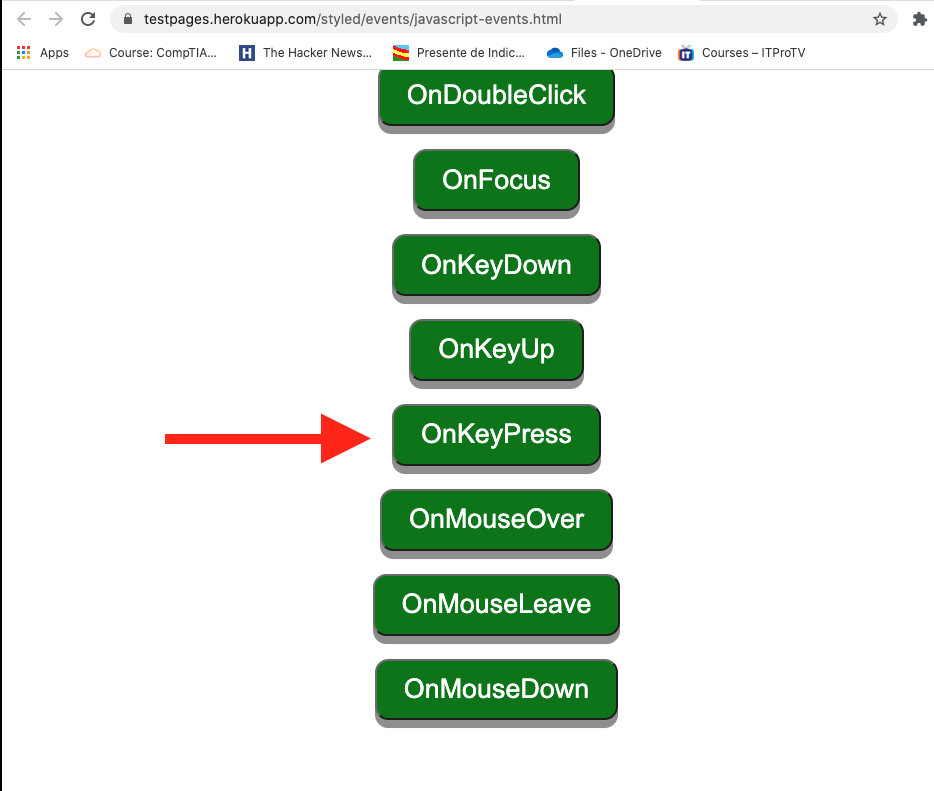 testpages.herokuapp.com/styled/events/javascript-events.html
Apps Course: CompTIA... H The Hacker News... Presente de Indic... Files - OneDrive IT Courses – ITProTV
OnDoubleClick
OnFocus
OnKeyDown
OnKeyUp
OnKeyPress
OnMouseOver
OnMouseLeave
OnMouseDown